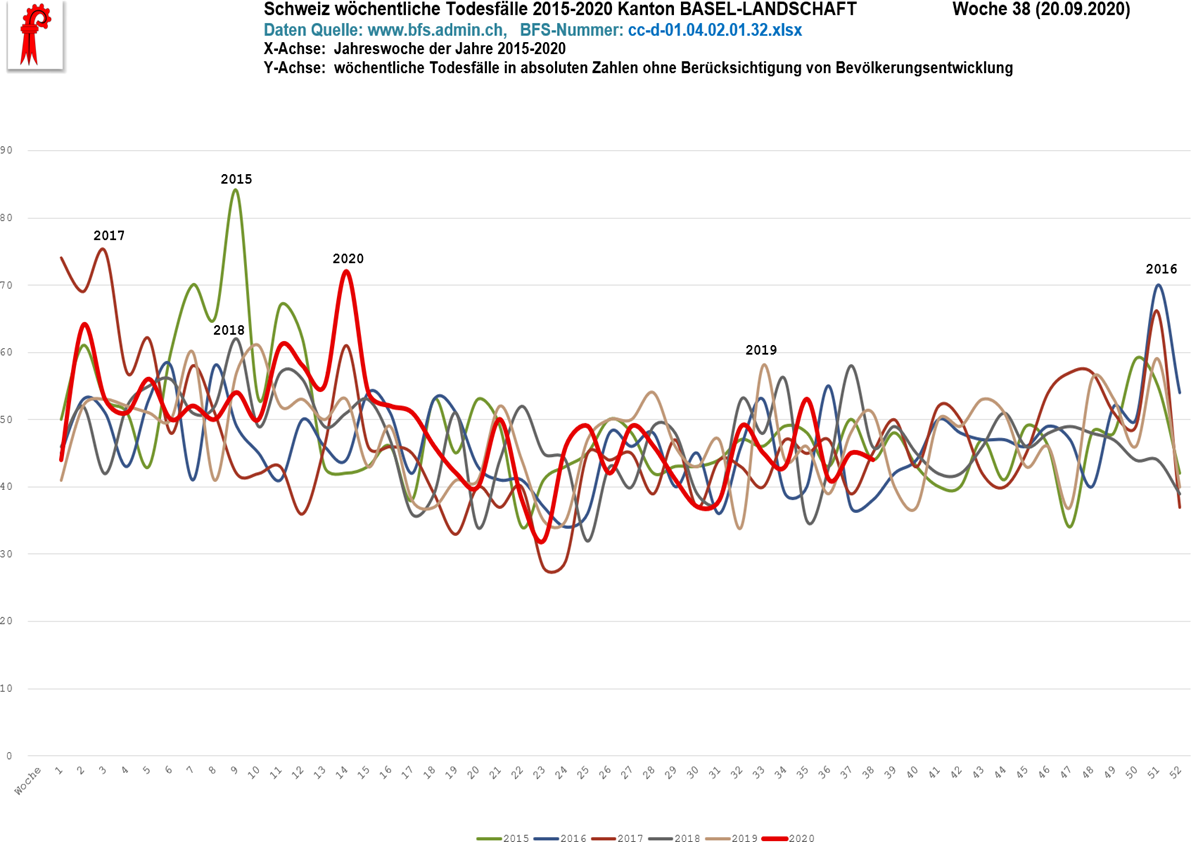 Schweiz wöchentliche Todesfälle 2015-2020 Kanton BASEL-LANDSCHAFT Woche 38 (20.09.2020)
Daten Quelle: www.bfs.admin.ch, BFS-Nummer: cc-d-01.04.02.01.32.xlsx
X-Achse: Jahreswoche der Jahre 2015-2020
Y-Achse: wöchentliche Todesfälle in absoluten Zahlen ohne Berücksichtigung von Bevölkerungsentwicklung
90
2015
80
2017
2020
2016
70
2018
2019
60
50
40
30
20
10
0
Woche 1 2 3 4 5 6 7 8 9 10 11 12 13 14 15 16 17 18 19 20 21 22 23 24 25 26 27 28 29 30 31 32 33 34 35 36 37 38 39 40 41 42 43 44 45 46 47 48 49 50 51 52
2015 2016 2017 2018 2019 2020